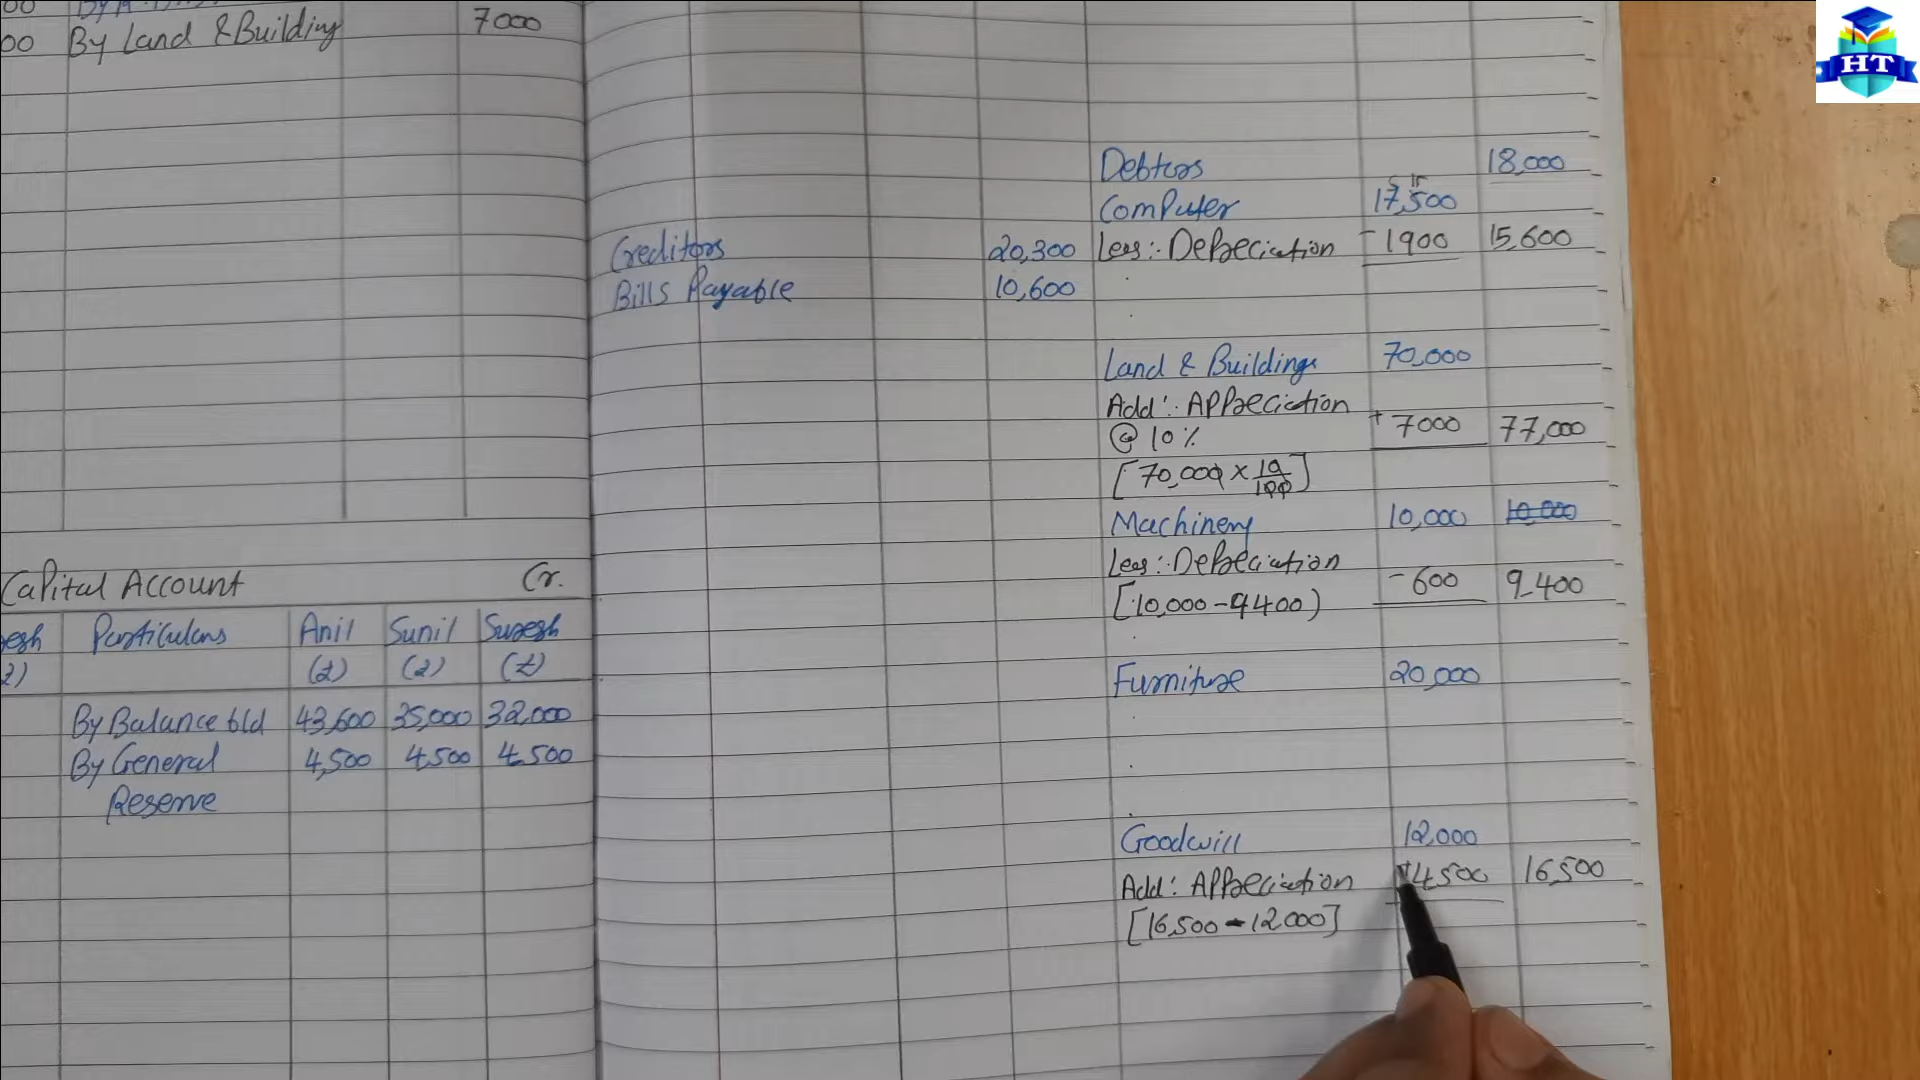 00
00 By Land & Building 7000
Capital Account Cr.
esh Particulars Anil Sunil Suresh
₹) (₹) (₹) (₹)
By Balance b/d 43,600 35,000 32,000
By General 4,500 4,500 4,500
Reserve
Debtors 18,000
Computer 17,500
Creditors 20,300 Less:- Depreciation - 1900 15,600
Bills Payable 10,600
Land & Buildings 70,000
Add:- Appreciation
@ 10% + 7000 77,000
[70,000 × 10/100]
Machinery 10,000 10,000
Less:- Depreciation
[10,000 - 9400) - 600 9,400
Furniture 20,000
Goodwill 12,000
Add:- Appreciation +4,500 16,500
[16,500 - 12,000]
HT